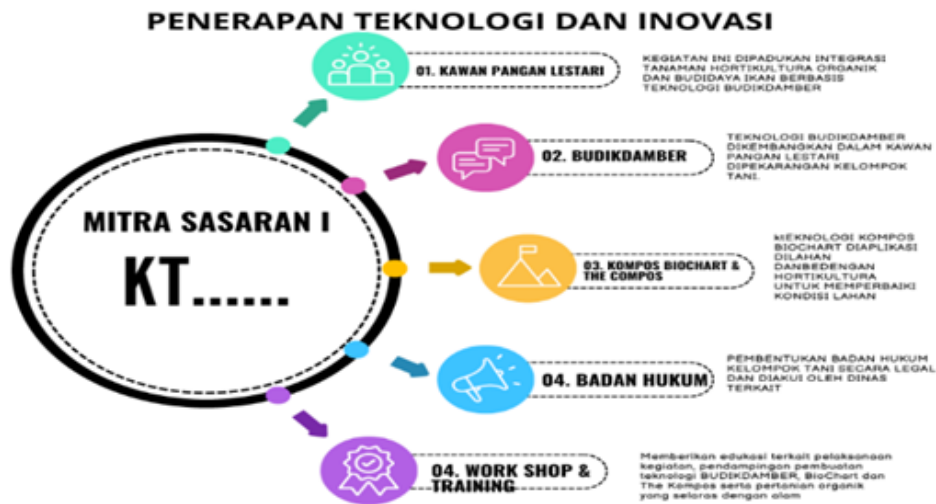 PENERAPAN TEKNOLOGI DAN INOVASI
MITRA SASARAN I
KT......
01. KAWAN PANGAN LESTARI
KEGIATAN INI DIPADUKAN INTEGRASI
TANAMAN HORTIKULTURA ORGANIK
DAN BUDIDAYA IKAN BERBASIS
TEKNOLOGI BUDIKDAMBER
02. BUDIKDAMBER
TEKNOLOGI BUDIKDAMBER
DIKEMBANGKAN DALAM KAWAN
PANGAN LESTARI
DIPEKARANGAN KELOMPOK
TANI.
03. KOMPOS BIOCHART &
THE COMPOS
ktEKNOLOGI KOMPOS
BIOCHART DIAPLIKASI
DILAHAN
DANBEDENGAN
HORTIKULTURA
UNTUK MEMPERBAIKI
KONDISI LAHAN
04. BADAN HUKUM
PEMBENTUKAN BADAN HUKUM
KELOMPOK TANI SECARA LEGAL
DAN DIAKUI OLEH DINAS
TERKAIT
04. WORK SHOP &
TRAINING
Memberikan edukasi terkait pelaksanaan
kegiatan, pendampingan pembuatan
teknologi BUDIKDAMBER, BioChart dan
The Kompos serta pertanian organik
yang selaras dengan alam